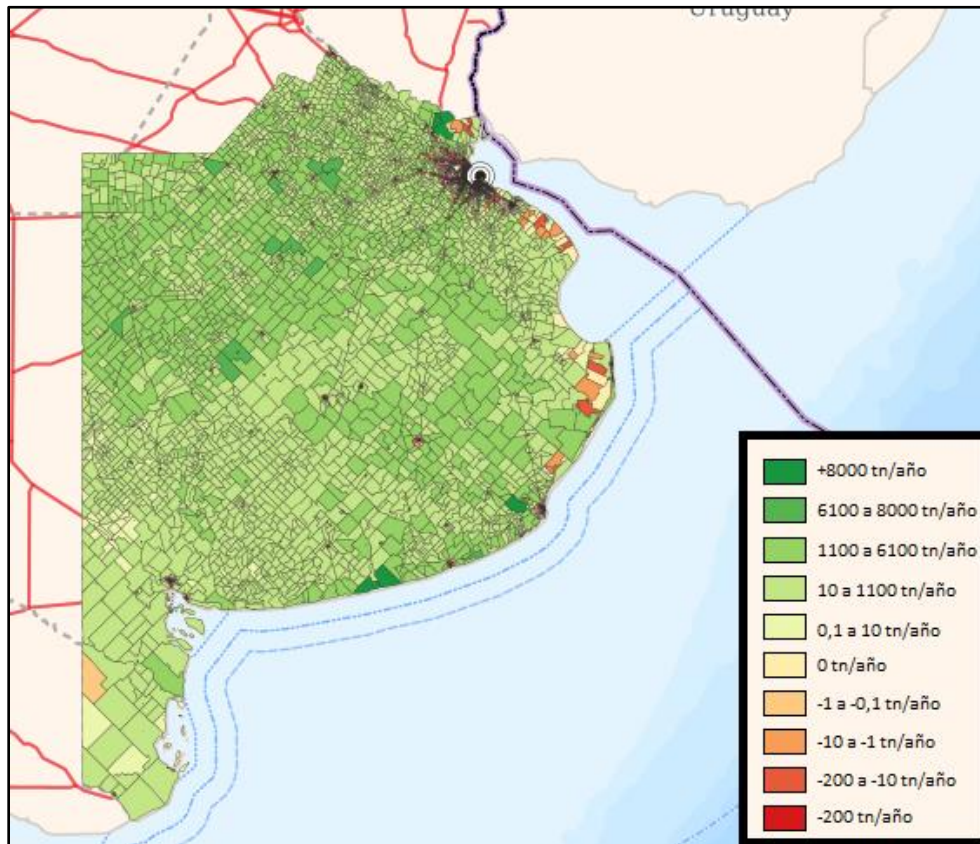 Uruguay
+8000 tn/año
6100 a 8000 tn/año
1100 a 6100 tn/año
10 a 1100 tn/año
0,1 a 10 tn/año
0 tn/año
-1 a -0,1 tn/año
-10 a -1 tn/año
-200 a -10 tn/año
-200 tn/año